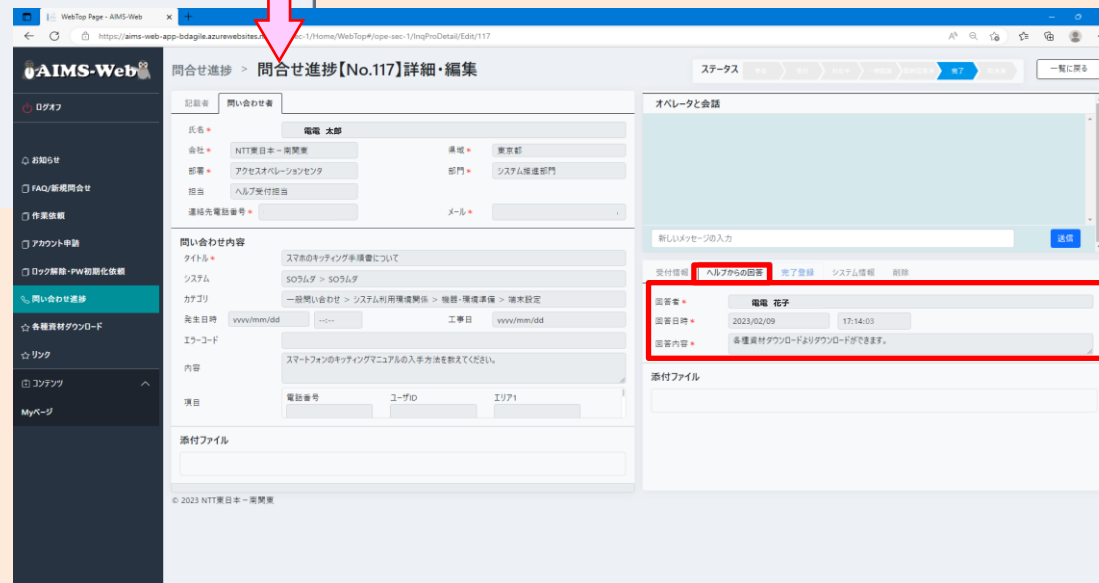 WebTop Page - AIMS-Web
AIMS-Web
ログオフ
お知らせ
FAQ/新規問合せ
作業依頼
アカウント申請
ロック解除・PW初期化依頼
問い合わせ進捗
各種資材ダウンロード
リンク
コンテンツ
Myページ
問合せ進捗 > 問合せ進捗【No.117】詳細・編集
ステータス 完了
一覧に戻る
記載者 問い合わせ者
氏名* 電電 太郎
会社* NTT東日本-南関東 県域* 東京都
部署* アクセスオペレーションセンタ 部門* システム推進部門
担当 ヘルプ受付担当
連絡先電話番号* メール*
問い合わせ内容
タイトル* スマホのキッティング手順書について
システム SOラムダ > SOラムダ
カテジリ 一般問い合わせ > システム利用環境関係 > 機器・環境準備 > 端末設定
発生日時 yyyy/mm/dd --:-- 工事日 yyyy/mm/dd
エラーコード
内容 スマートフォンのキッティングマニュアルの入手方法を教えてください。
項目 電話番号 ユーザID エリア1
添付ファイル
© 2023 NTT東日本-南関東
オペレータと会話
新しいメッセージの入力 送信
受付情報 ヘルプからの回答 完了登録 システム情報 削除
回答者* 電電 花子
回答日時* 2023/02/09 17:14:03
回答内容* 各種資材ダウンロードよりダウンロードができます。
添付ファイル